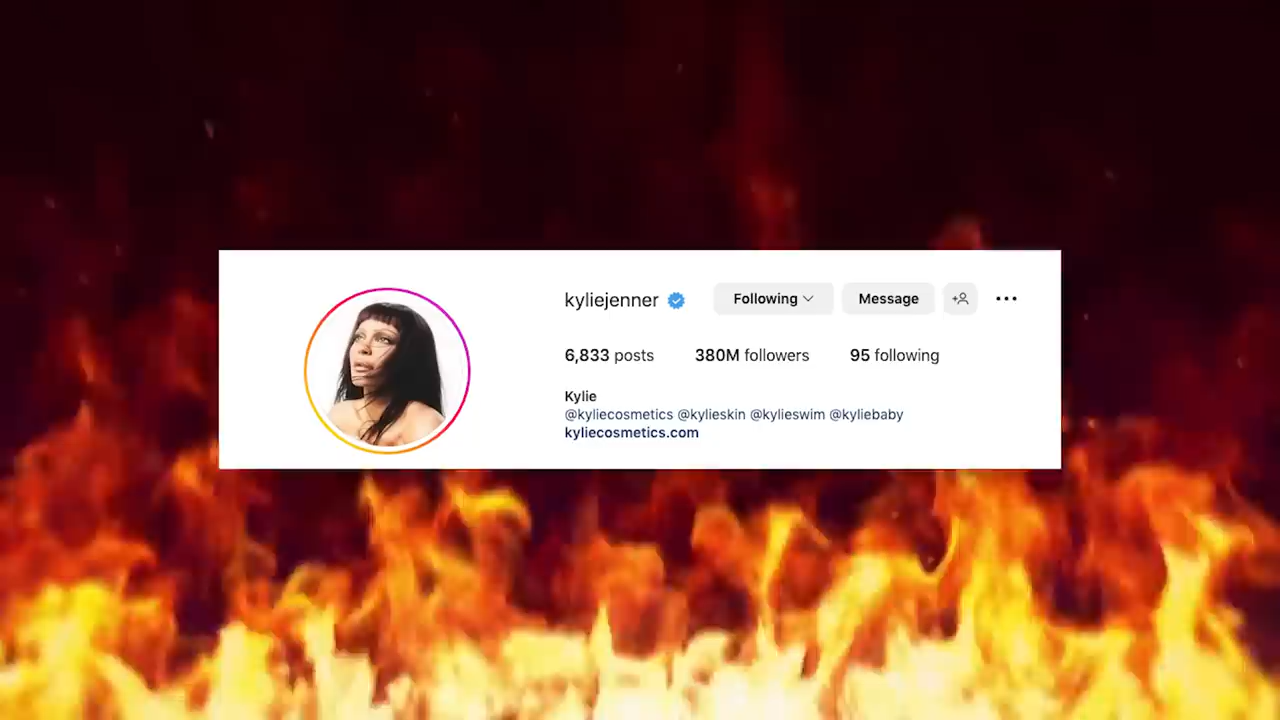 kyliejenner Following Message
6,833 posts 380M followers 95 following
Kylie
@kyliecosmetics @kylieskin @kylieswim @kyliebaby
kyliecosmetics.com